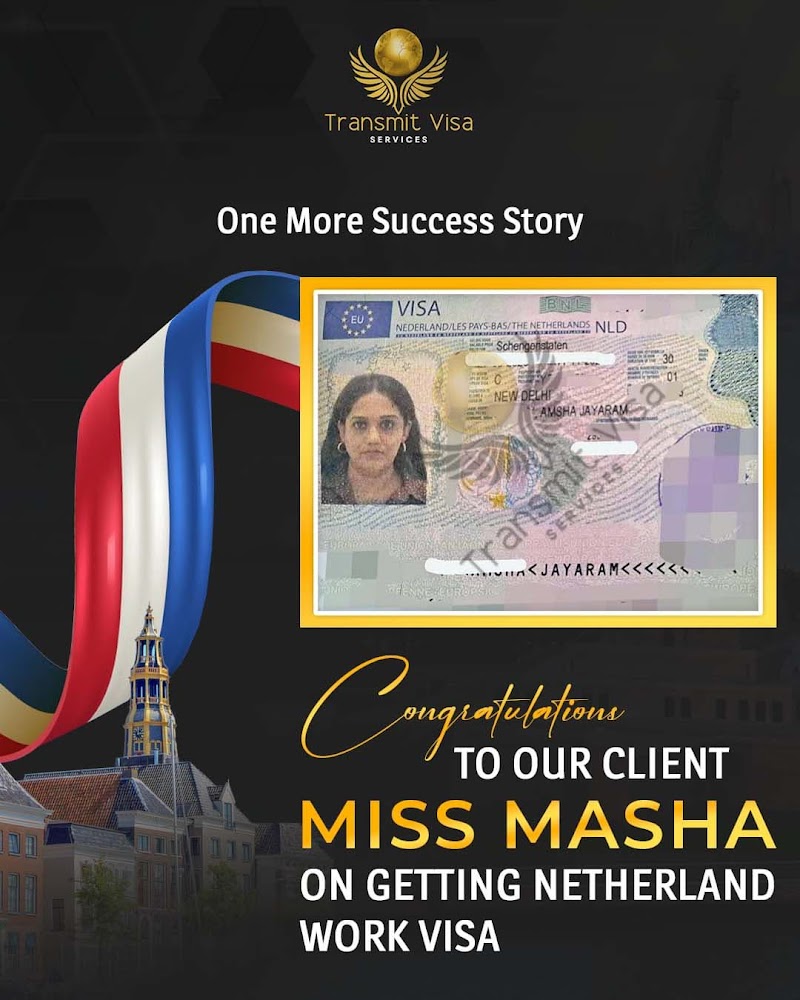 Transmit Visa
SERVICES
One More Success Story
EU
VISA
BNL
NEDERLAND/LES PAYS-BAS/THE NETHERLANDS NLD
Schengenstaten
30
C
01
NEW DELHI
AMSHA JAYARAM
Transmit Visa
SERVICES
<JAYARAM<<<<<<
Congratulations
TO OUR CLIENT
MISS MASHA
ON GETTING NETHERLAND
WORK VISA